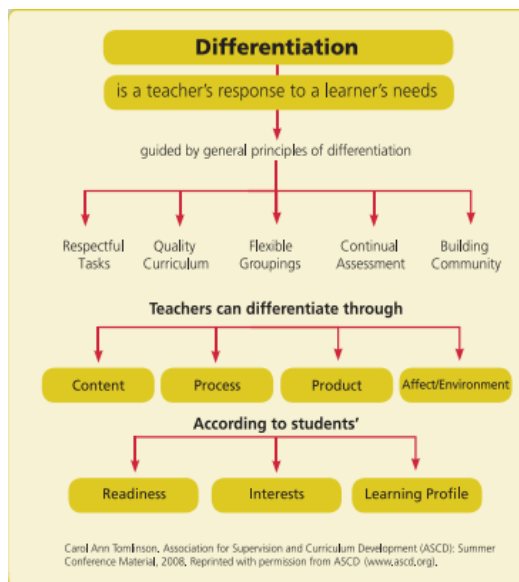 Differentiation
is a teacher's response to a learner's needs
guided by general principles of differentiation
Respectful Tasks
Quality Curriculum
Flexible Groupings
Continual Assessment
Building Community
Teachers can differentiate through
Content
Process
Product
Affect/Environment
According to students'
Readiness
Interests
Learning Profile
Carol Ann Tomlinson, Association for Supervision and Curriculum Development (ASCD): Summer
Conference Material, 2008. Reprinted with permission from ASCD (www.ascd.org).